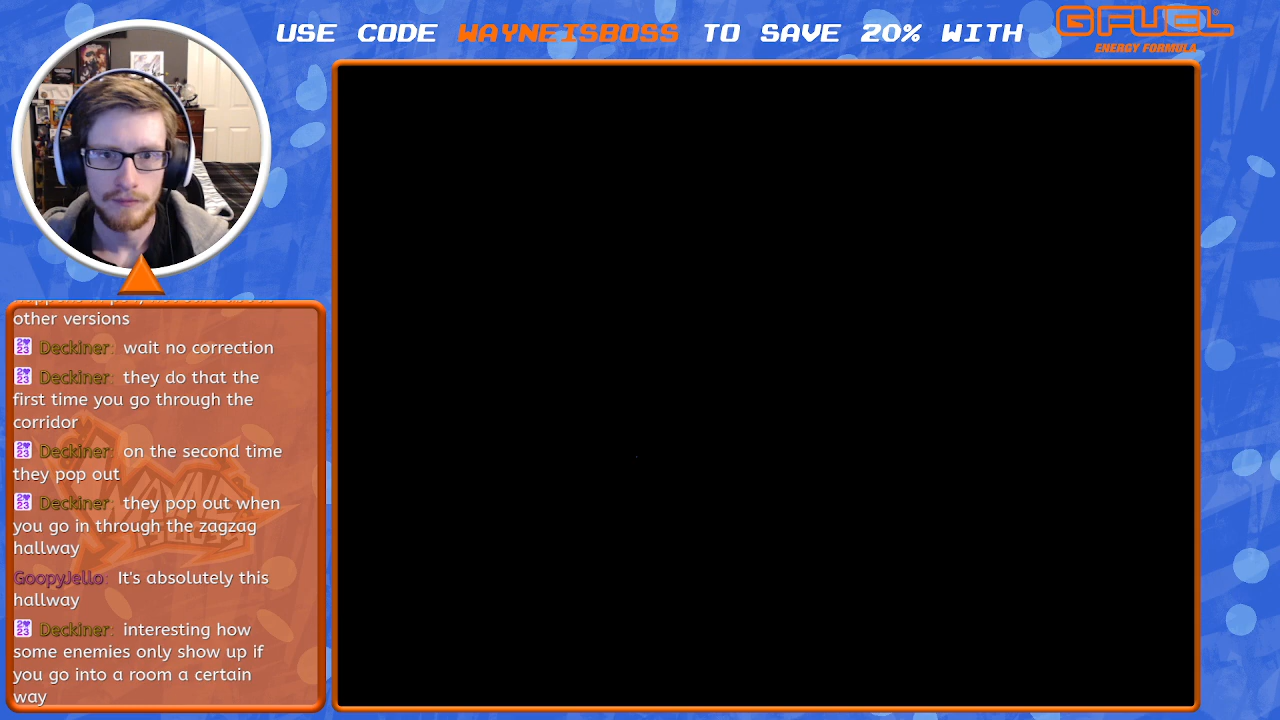 USE CODE WAYNEISBOSS TO SAVE 20% WITH
GFUEL
ENERGY FORMULA
other versions
Deckiner: wait no correction
Deckiner: they do that the
first time you go through the
corridor
Deckiner: on the second time
they pop out
Deckiner: they pop out when
you go in through the zagzag
hallway
GoopyJello: It's absolutely this
hallway
Deckiner: interesting how
some enemies only show up if
you go into a room a certain
way